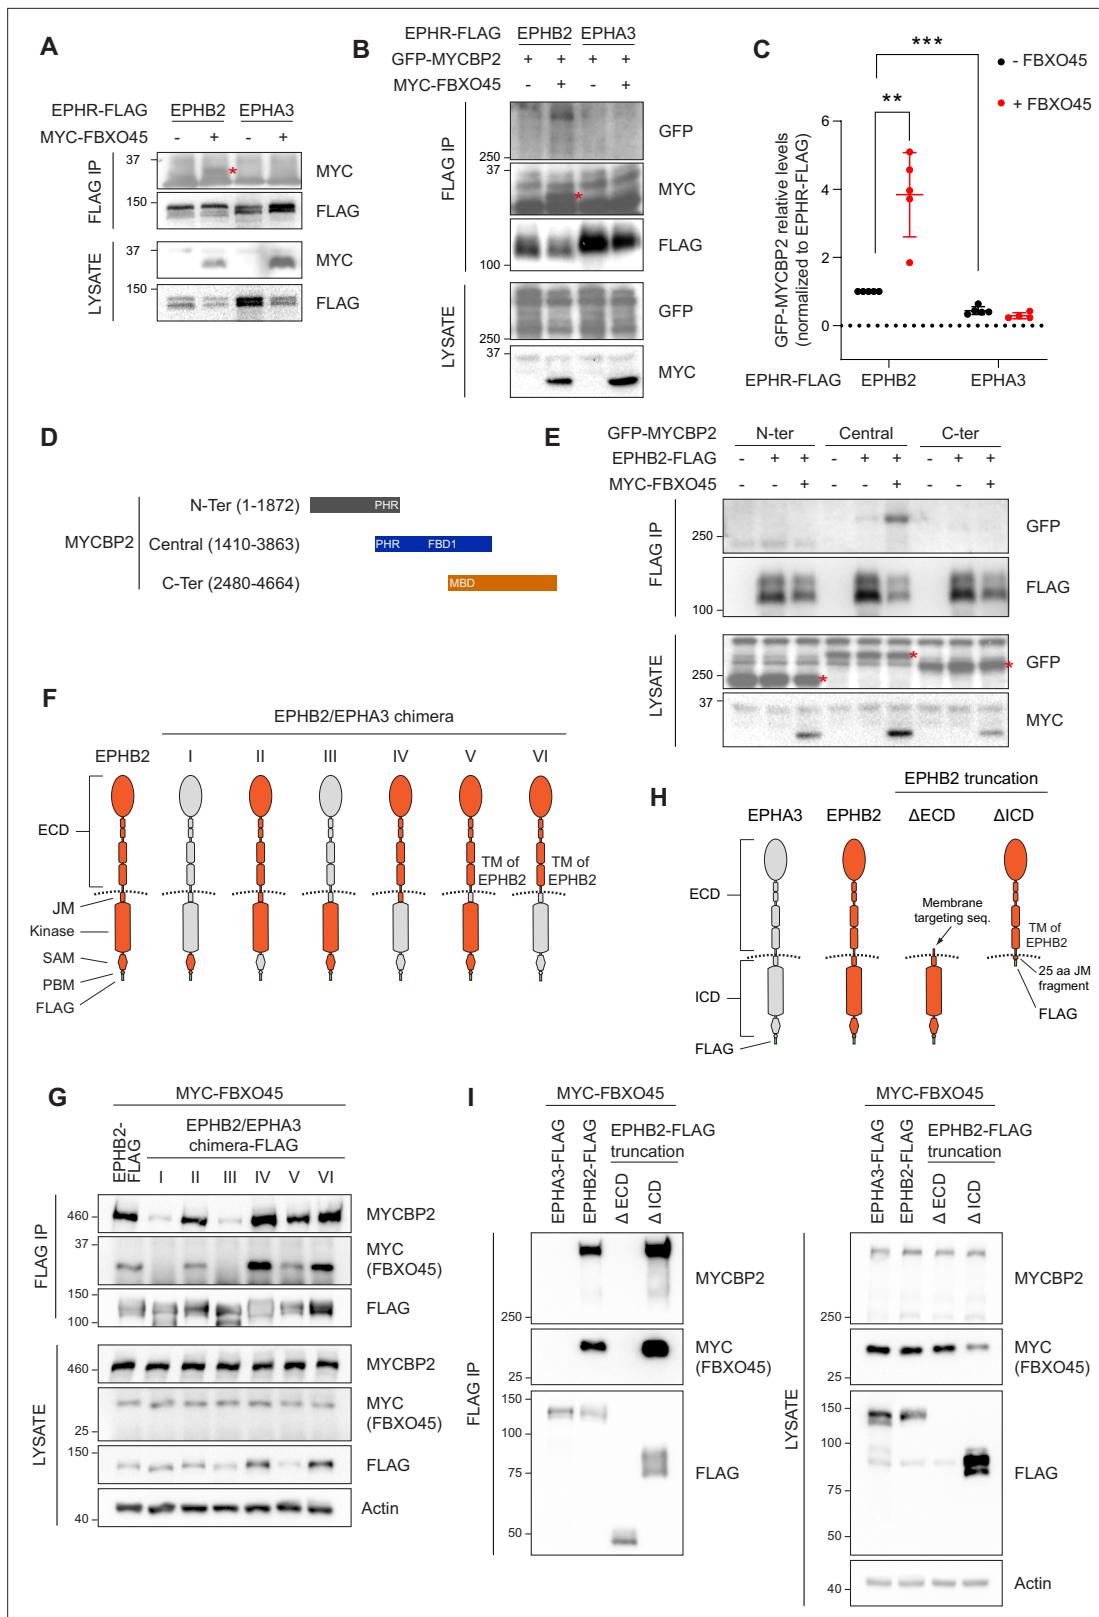 A
EPHR-FLAG EPHB2 EPHA3
MYC-FBXO45 - + - +
FLAG IP
37
MYC
*
150
FLAG
LYSATE
37
MYC
150
FLAG
B
EPHR-FLAG EPHB2 EPHA3
GFP-MYCBP2 + + + +
MYC-FBXO45 - + - +
FLAG IP
GFP
250
37
MYC
*
FLAG
100
LYSATE
GFP
250
37
MYC
C
***
**
- FBXO45
+ FBXO45
GFP-MYCBP2 relative levels
(normalized to EPHR-FLAG)
6
4
2
0
EPHR-FLAG EPHB2 EPHA3
D
MYCBP2
N-Ter (1-1872)
PHR
Central (1410-3863)
PHR FBD1
C-Ter (2480-4664)
MBD
E
GFP-MYCBP2 N-ter Central C-ter
EPHB2-FLAG - + + - + + - + +
MYC-FBXO45 - - + - - + - - +
FLAG IP
GFP
250
FLAG
100
LYSATE
GFP
250
* * *
37
MYC
F
EPHB2/EPHA3 chimera
EPHB2 I II III IV V VI
ECD
TM of
EPHB2
TM of
EPHB2
JM
Kinase
SAM
PBM
FLAG
H
EPHB2 truncation
EPHA3 EPHB2 ΔECD ΔICD
ECD
Membrane
targeting seq.
TM of
EPHB2
25 aa JM
fragment
ICD
FLAG
FLAG
G
MYC-FBXO45
EPHB2-
FLAG
EPHB2/EPHA3
chimera-FLAG
I II III IV V VI
FLAG IP
460
MYCBP2
37
MYC
(FBXO45)
150
FLAG
100
LYSATE
460
MYCBP2
MYC
(FBXO45)
25
150
FLAG
Actin
40
I
MYC-FBXO45
EPHA3-FLAG
EPHB2-FLAG
EPHB2-FLAG
truncation
Δ ECD
Δ ICD
FLAG IP
MYCBP2
250
MYC
(FBXO45)
25
150
100
75
FLAG
50
MYC-FBXO45
EPHA3-FLAG
EPHB2-FLAG
EPHB2-FLAG
truncation
Δ ECD
Δ ICD
LYSATE
MYCBP2
250
MYC
(FBXO45)
25
150
100
FLAG
75
50
Actin
40